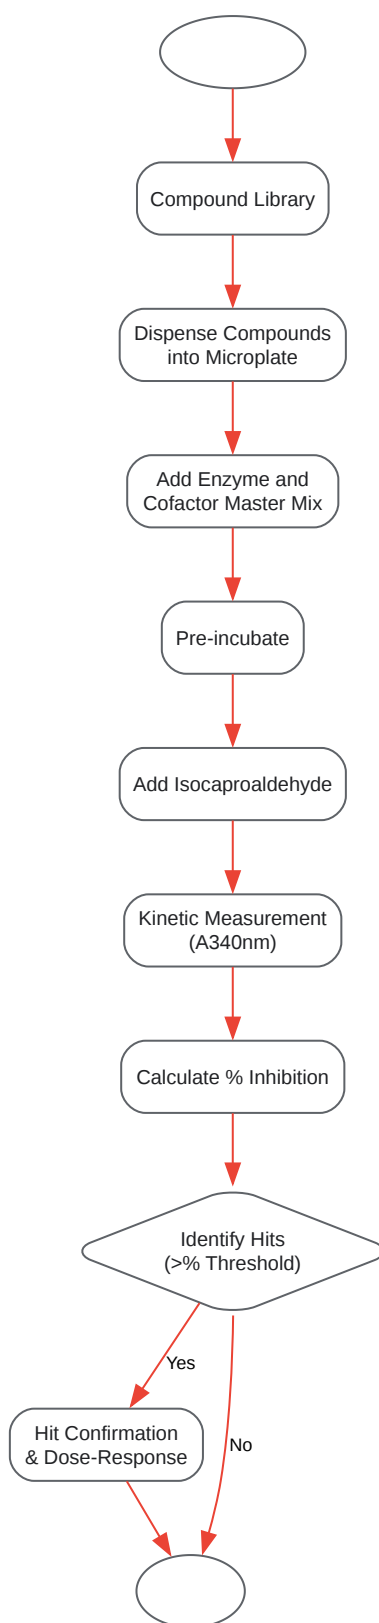 Compound Library
Dispense Compounds
into Microplate
Add Enzyme and
Cofactor Master Mix
Pre-incubate
Add Isocaproaldehyde
Kinetic Measurement
(A340nm)
Calculate % Inhibition
Identify Hits
(>% Threshold)
Yes
Hit Confirmation
& Dose-Response
No